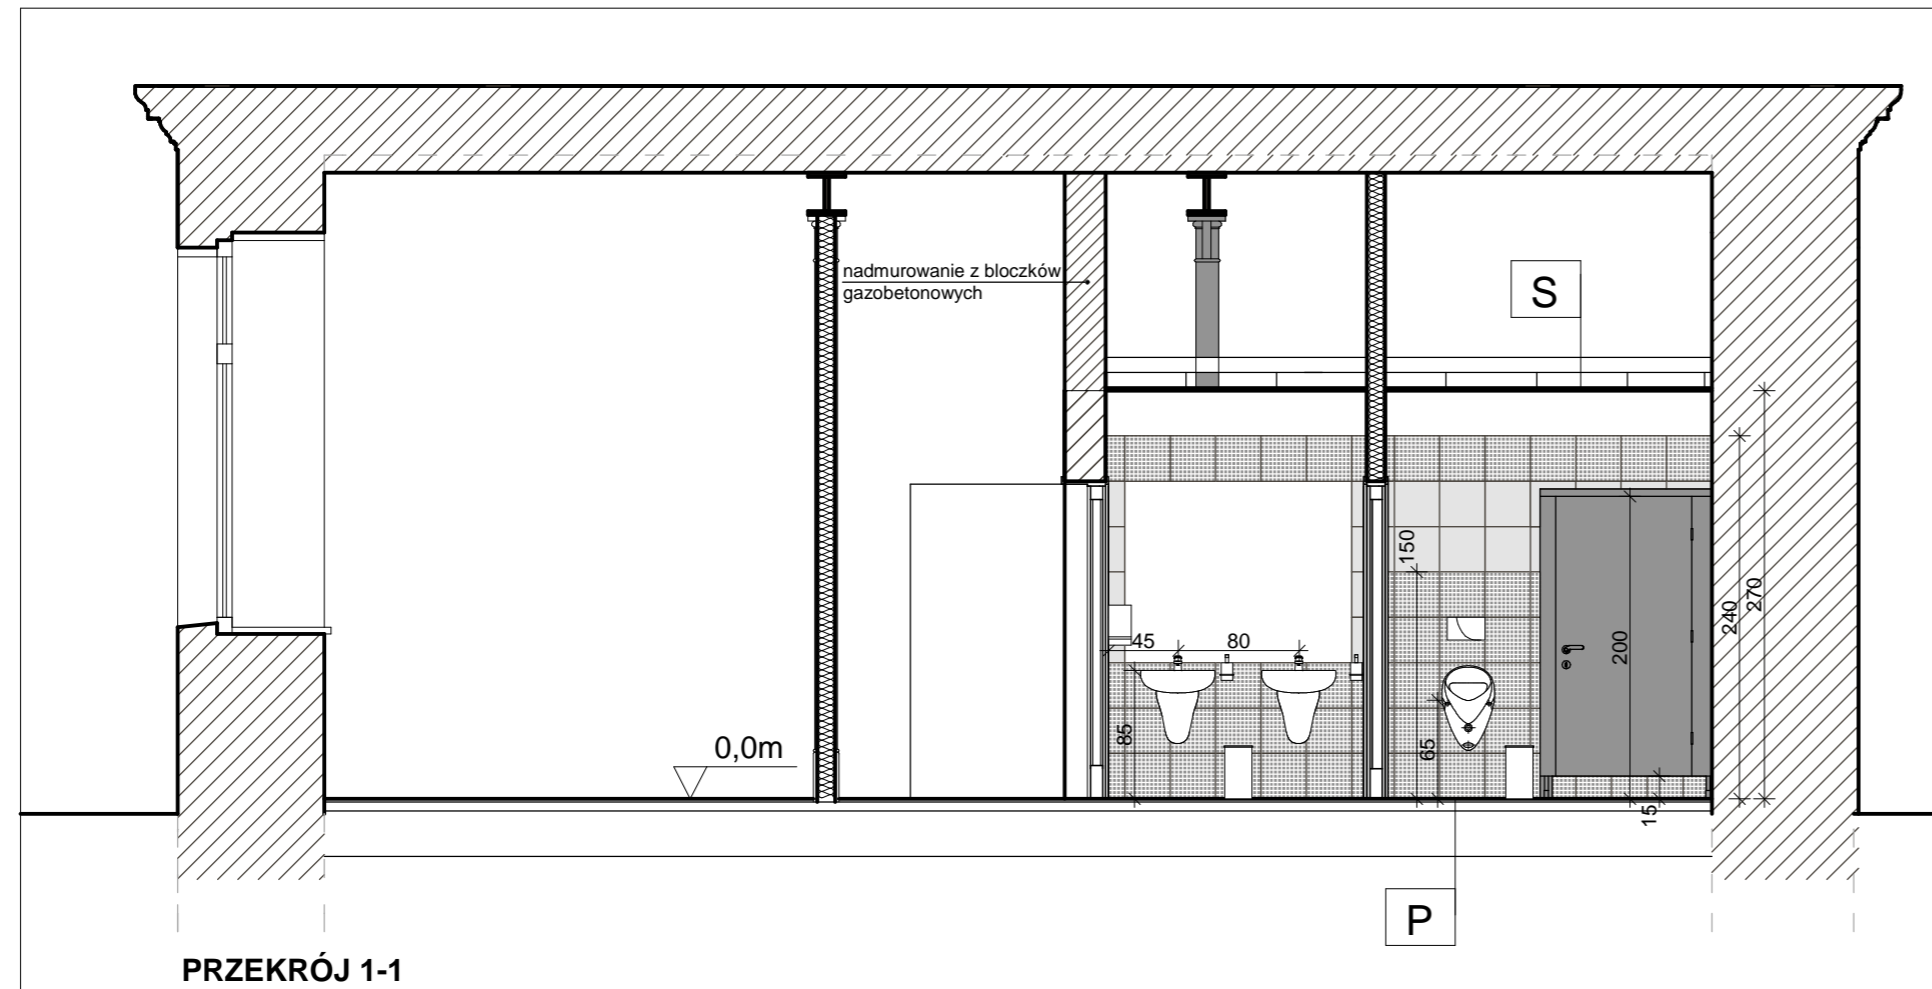 nadmurowanie z bloczków
gazobetonowych
S
150
45
80
200
240
270
85
65
0,0m
15
P
PRZEKRÓJ 1-1